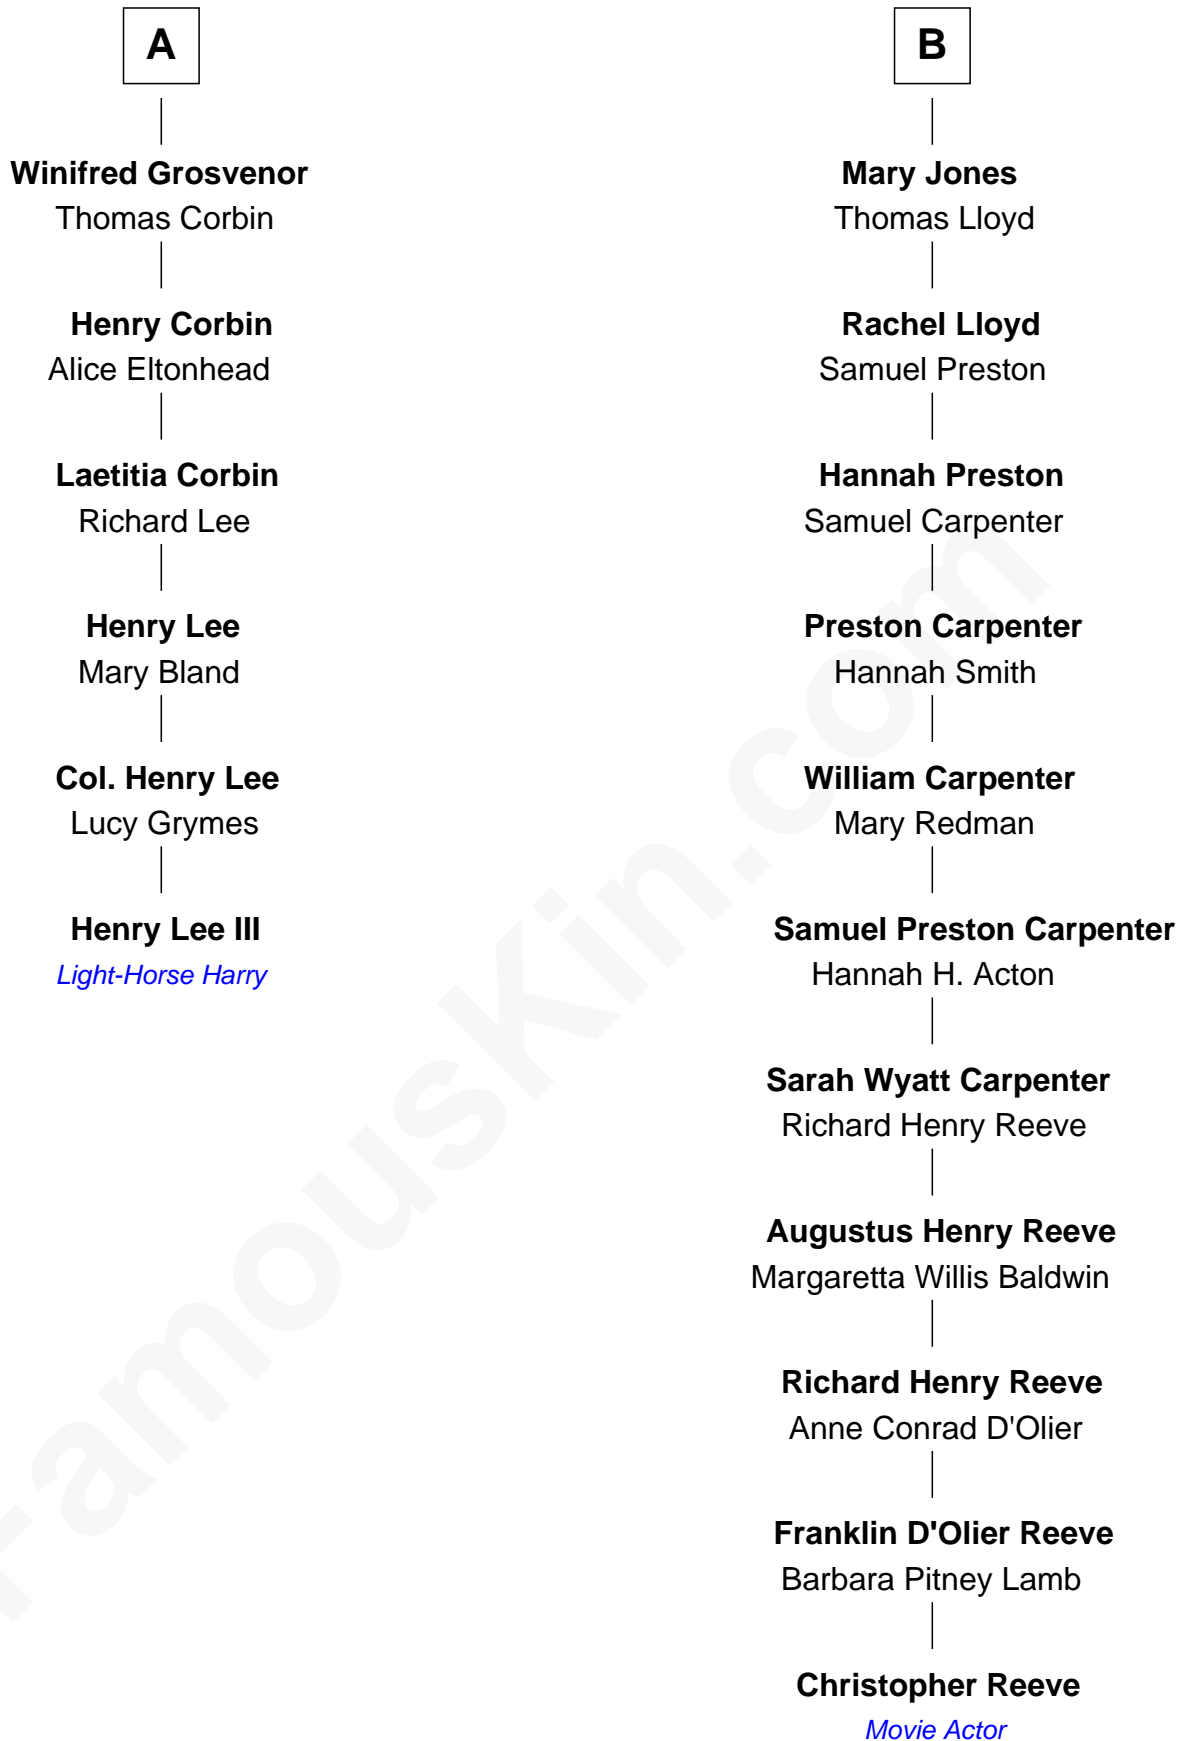 A
Winifred Grosvenor
Thomas Corbin
Henry Corbin
Alice Eltonhead
Laetitia Corbin
Richard Lee
Henry Lee
Mary Bland
Col. Henry Lee
Lucy Grymes
Henry Lee III
Light-Horse Harry
B
Mary Jones
Thomas Lloyd
Rachel Lloyd
Samuel Preston
Hannah Preston
Samuel Carpenter
Preston Carpenter
Hannah Smith
William Carpenter
Mary Redman
Samuel Preston Carpenter
Hannah H. Acton
Sarah Wyatt Carpenter
Richard Henry Reeve
Augustus Henry Reeve
Margaretta Willis Baldwin
Richard Henry Reeve
Anne Conrad D'Olier
Franklin D'Olier Reeve
Barbara Pitney Lamb
Christopher Reeve
Movie Actor
FamousKin.com